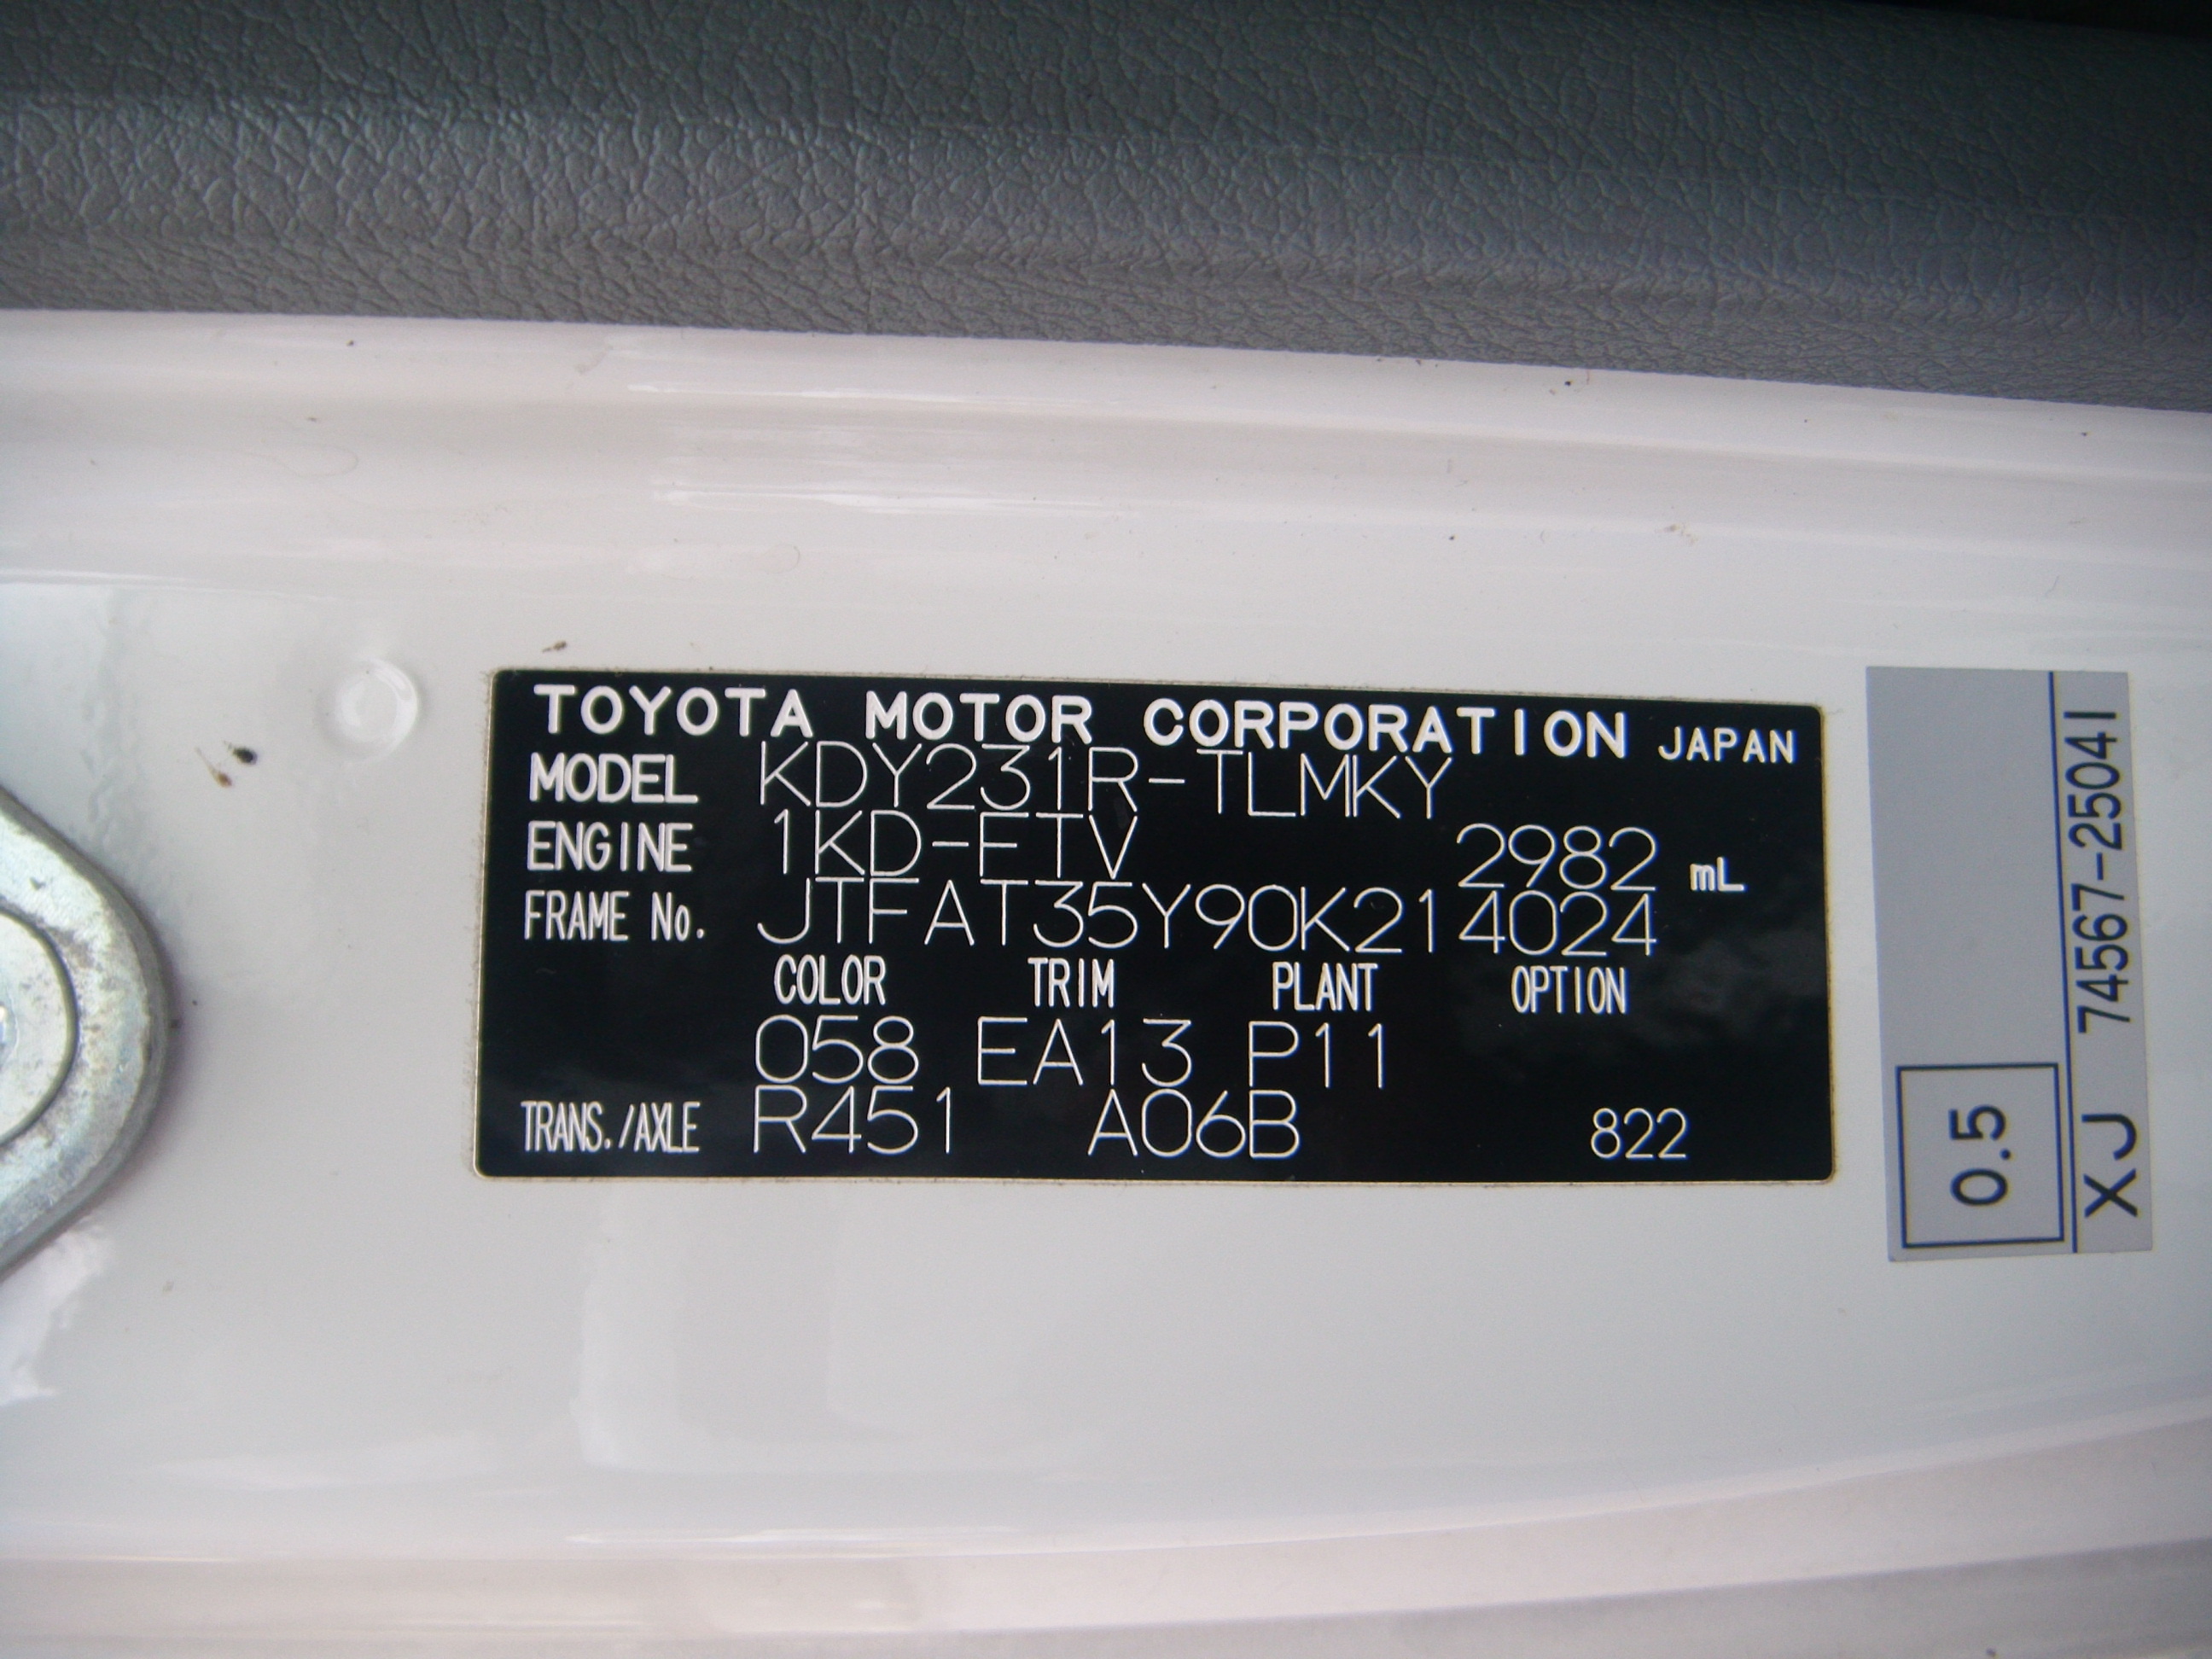 TOYOTA MOTOR CORPORATION JAPAN
MODEL KDY231R-TLMKY
ENGINE 1KD-FTV 2982 mL
FRAME No. JTFAT35Y90K214024
COLOR TRIM PLANT OPTION
058 EA13 P11
TRANS./AXLE R451 A06B 822
0.5
XJ 74567-25041